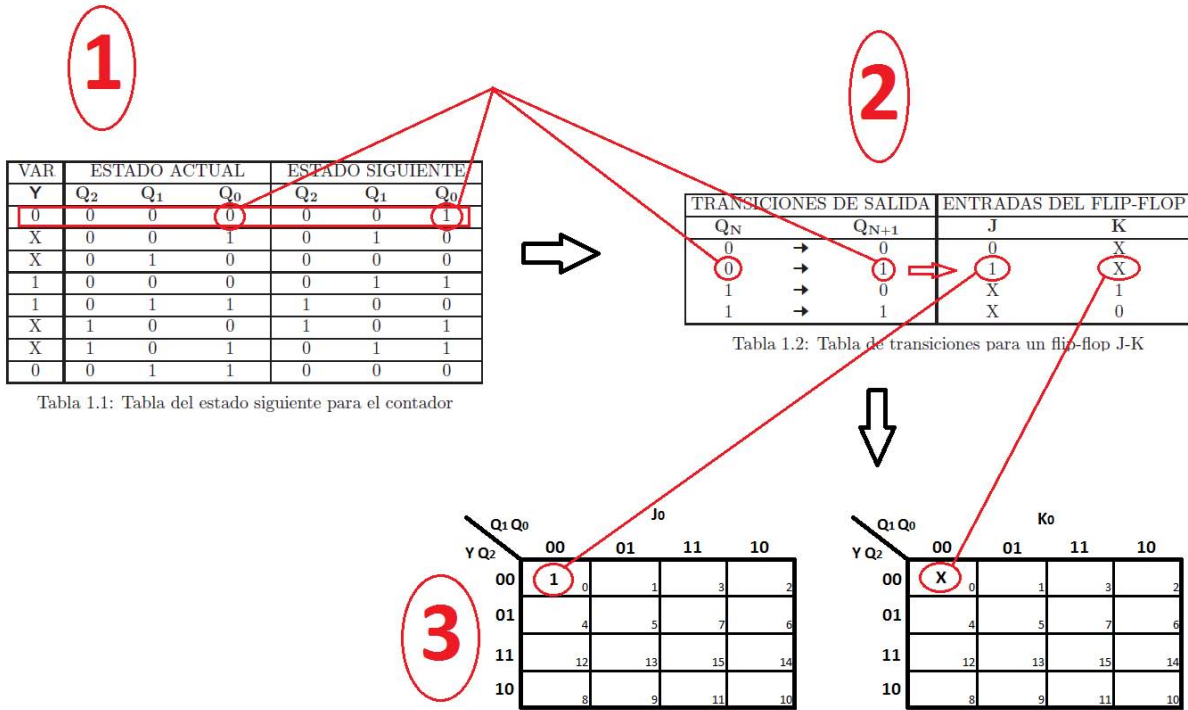 1
VAR ESTADO ACTUAL ESTADO SIGUIENTE
Y Q2 Q1 Q0 Q2 Q1 Q0
0 0 0 0 0 0 1
X 0 0 1 0 1 0
X 0 1 0 0 0 0
1 0 0 0 0 1 1
1 0 1 1 1 0 0
X 1 0 0 1 0 1
X 1 0 1 0 1 1
0 0 1 1 0 0 0
Tabla 1.1: Tabla del estado siguiente para el contador
2
TRANSICIONES DE SALIDA ENTRADAS DEL FLIP-FLOP
QN QN+1 J K
0 → 0 0 X
0 → 1 1 X
1 → 0 X 1
1 → 1 X 0
Tabla 1.2: Tabla de transiciones para un flip-flop J-K
3
J0
Q1 Q0
Y Q2 00 01 11 10
00 1 0 1 3 2
01 4 5 7 6
11 12 13 15 14
10 8 9 11 10
K0
Q1 Q0
Y Q2 00 01 11 10
00 X 0 1 3 2
01 4 5 7 6
11 12 13 15 14
10 8 9 11 10